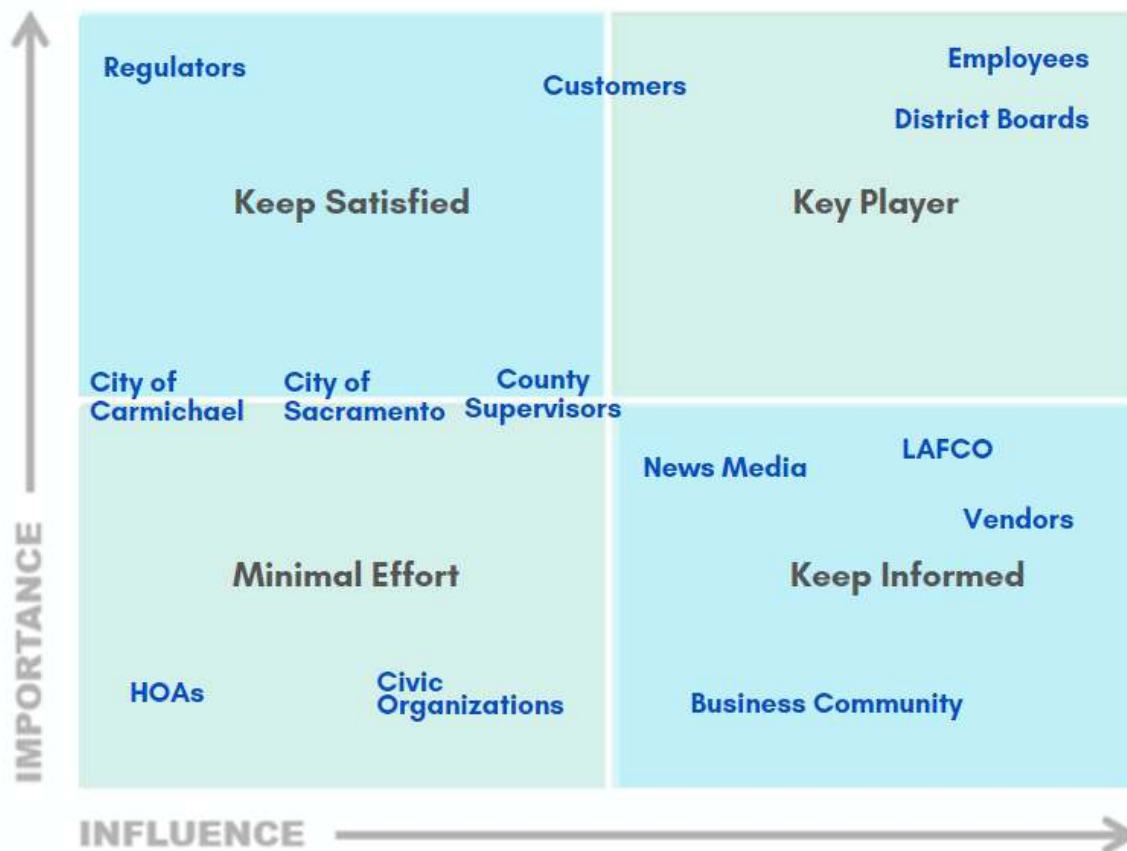 Regulators
Customers
Employees
District Boards
Keep Satisfied
Key Player
City of
Carmichael
City of
Sacramento
County
Supervisors
News Media
LAFCO
Vendors
Minimal Effort
Keep Informed
HOAs
Civic
Organizations
Business Community
IMPORTANCE
INFLUENCE